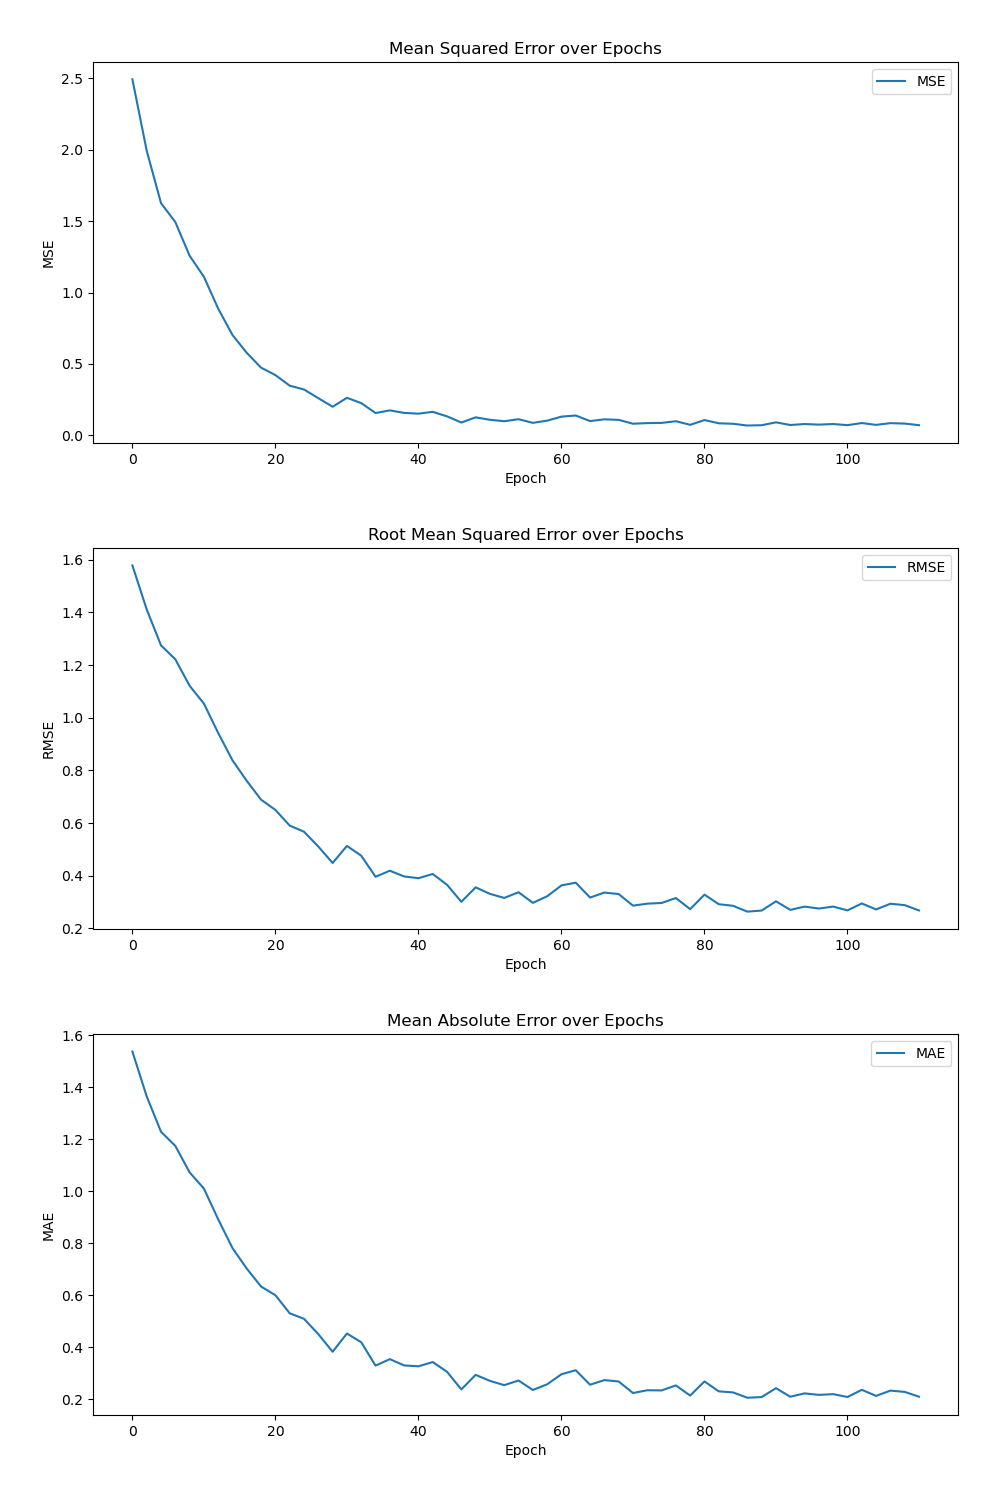 Mean Squared Error over Epochs
MSE
2.5
2.0
1.5
1.0
0.5
0.0
MSE
0 20 40 60 80 100
Epoch
Root Mean Squared Error over Epochs
RMSE
1.6
1.4
1.2
1.0
0.8
0.6
0.4
0.2
RMSE
0 20 40 60 80 100
Epoch
Mean Absolute Error over Epochs
MAE
1.6
1.4
1.2
1.0
0.8
0.6
0.4
0.2
MAE
0 20 40 60 80 100
Epoch